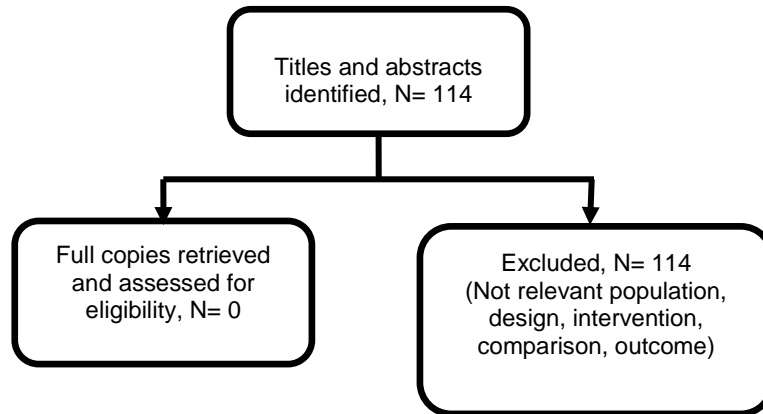 Titles and abstracts
identified, N= 114
Full copies retrieved
and assessed for
eligibility, N= 0
Excluded, N= 114
(Not relevant population,
design, intervention,
comparison, outcome)